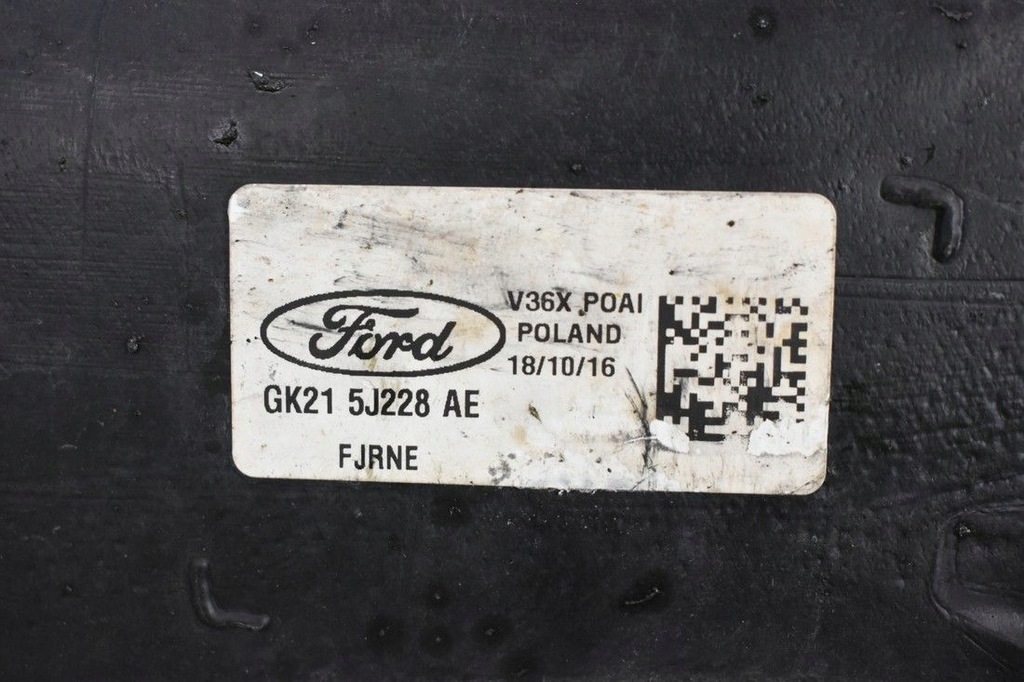 Ford
V36X POAI
POLAND
18/10/16
GK21 5J228 AE
FJRNE